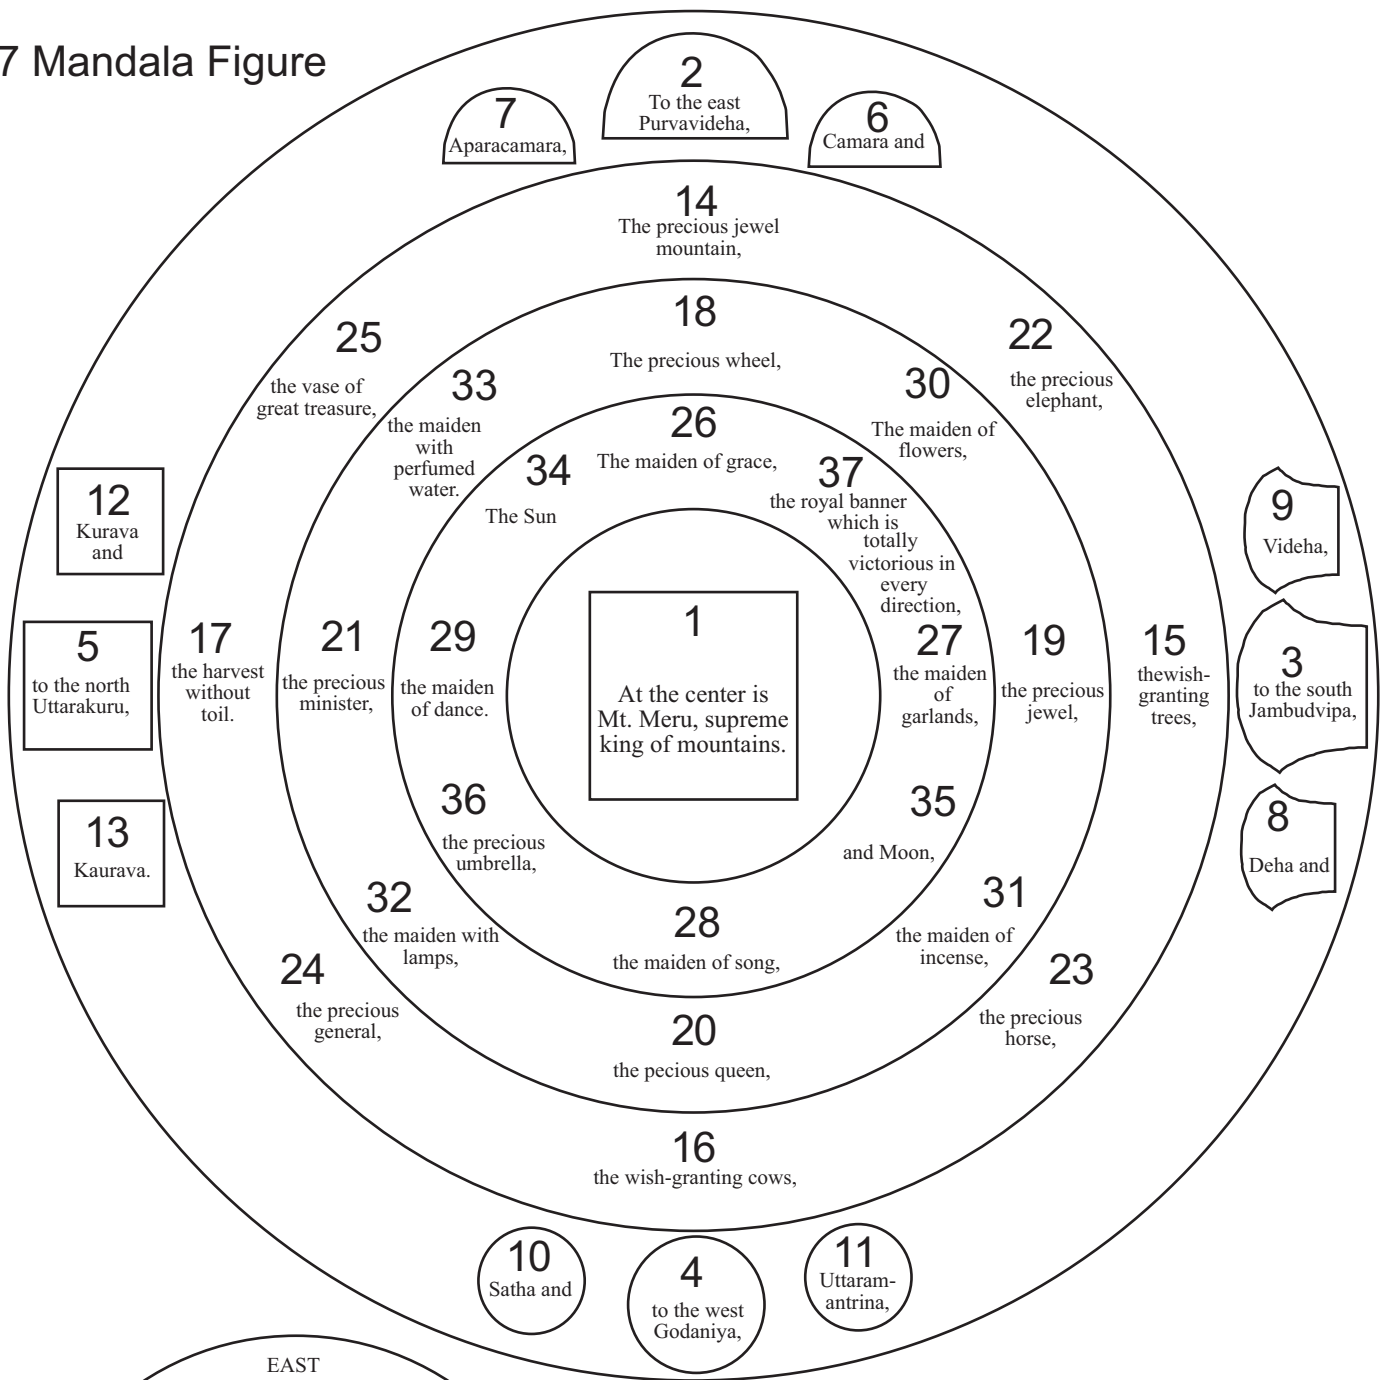 7 Mandala Figure
2
To the east
Purvavideha,
7
Aparacamara,
6
Camara and
14
The precious jewel
mountain,
18
The precious wheel,
25
the vase of
great treasure,
22
the precious
elephant,
33
the maiden
with
perfumed
water.
30
The maiden of
flowers,
26
The maiden of grace,
34
The Sun
37
the royal banner
which is
totally
victorious in
every
direction,
12
Kurava
and
9
Videha,
5
to the north
Uttarakuru,
17
the harvest
without
toil.
21
the precious
minister,
29
the maiden
of dance.
1
At the center is
Mt. Meru, supreme
king of mountains.
27
the maiden
of
garlands,
19
the precious
jewel,
15
thewish-
granting
trees,
3
to the south
Jambudvipa,
13
Kaurava.
36
the precious
umbrella,
35
and Moon,
8
Deha and
32
the maiden with
lamps,
28
the maiden of song,
31
the maiden of
incense,
24
the precious
general,
23
the precious
horse,
20
the pecious queen,
16
the wish-granting cows,
10
Satha and
4
to the west
Godaniya,
11
Uttaram-
antrina,
EAST